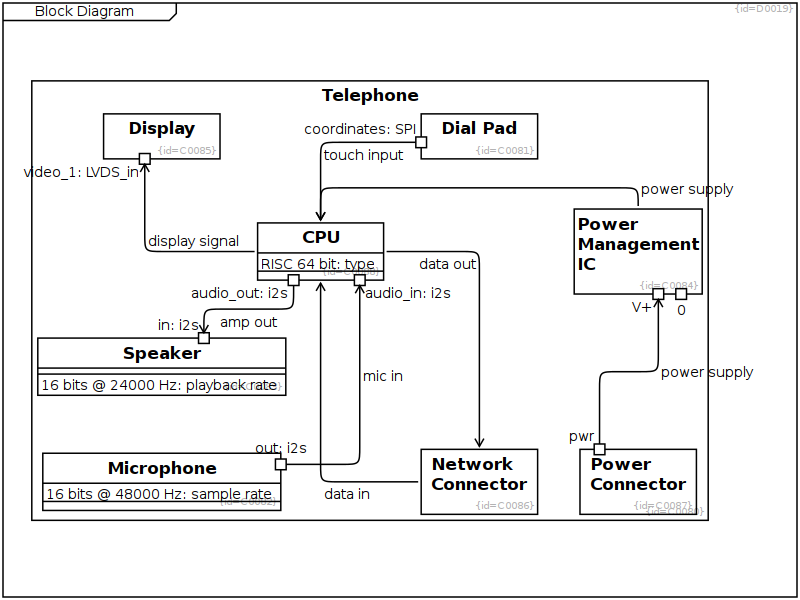 Block Diagram
{id=D0019}
Telephone
Display
{id=C0085}
video_1: LVDS_in
coordinates: SPI
Dial Pad
{id=C0081}
touch input
power supply
display signal
CPU
RISC 64 bit: type
data out
Power
Management
IC
{id=C0084}
V+
0
audio_out: i2s
audio_in: i2s
in: i2s
amp out
Speaker
16 bits @ 24000 Hz: playback rate
mic in
power supply
out: i2s
Microphone
16 bits @ 48000 Hz: sample rate
data in
Network
Connector
{id=C0086}
pwr
Power
Connector
{id=C0087}
{id=C0080}